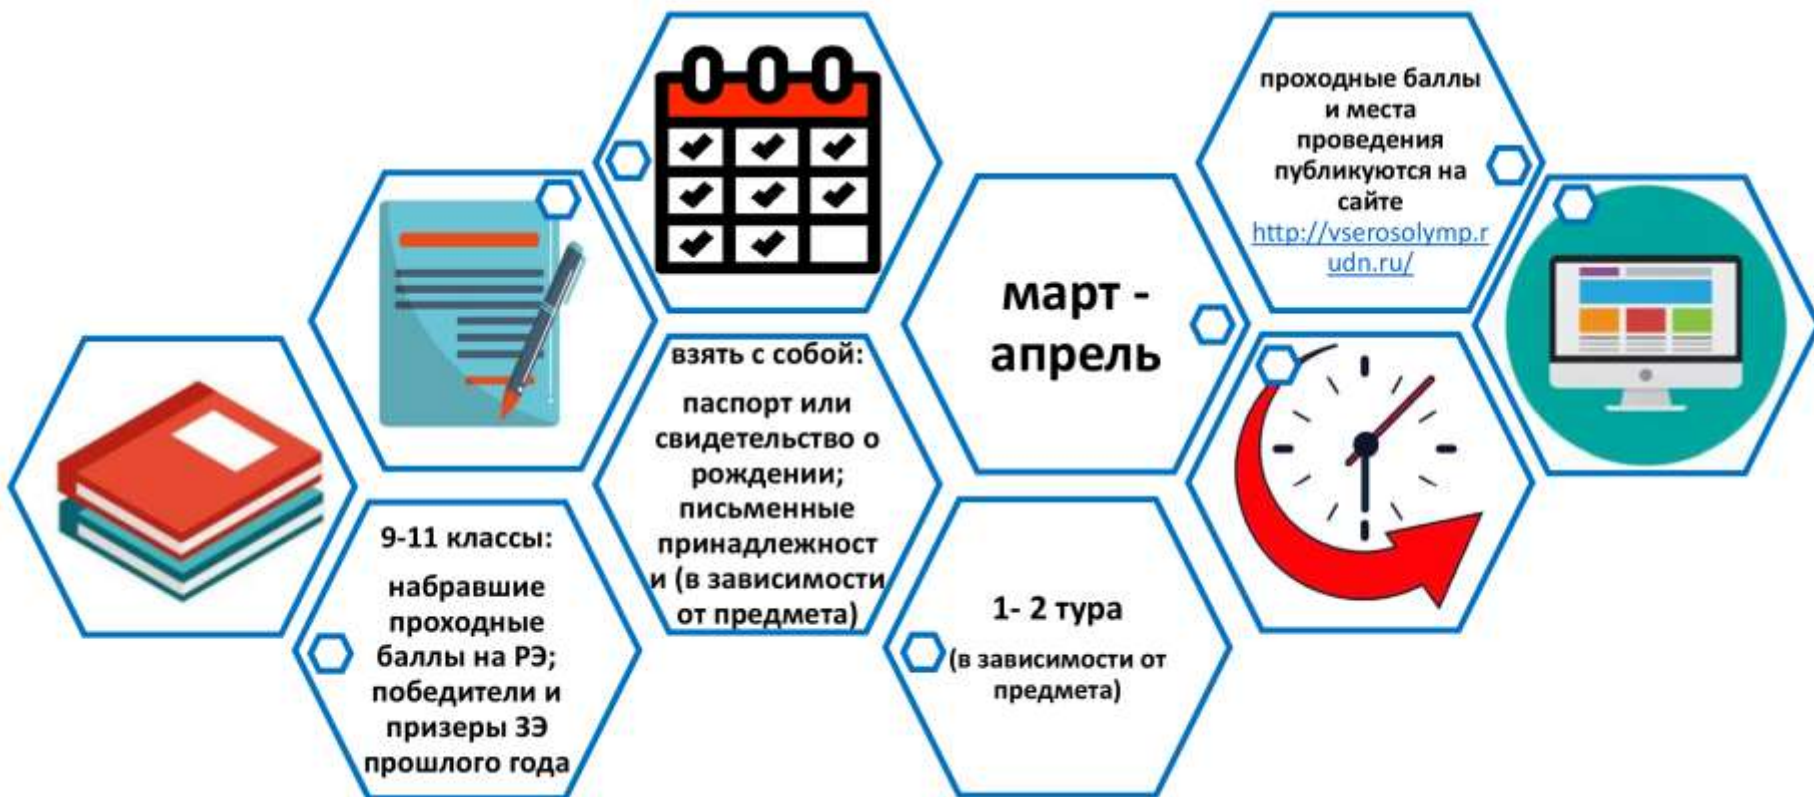 9-11 классы:
набравшие
проходные
баллы на РЭ;
победители и
призеры ЗЭ
прошлого года
взять с собой:
паспорт или
свидетельство о
рождении;
письменные
принадлежност
и (в зависимости
от предмета)
март -
апрель
1- 2 тура
(в зависимости от
предмета)
проходные баллы
и места
проведения
публикуются на
сайте
http://vserosolymp.r
udn.ru/